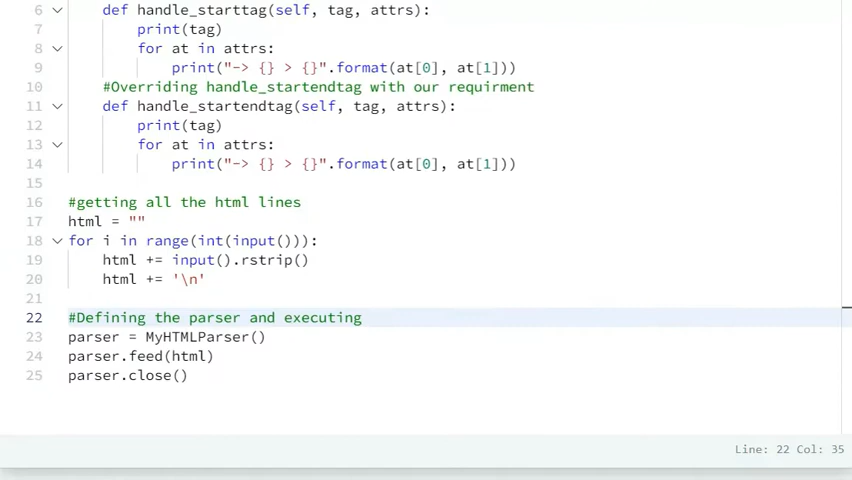 6 def handle_starttag(self, tag, attrs):
7 print(tag)
8 for at in attrs:
9 print("-> {} > {}".format(at[0], at[1]))
10 #Overriding handle_startendtag with our requirment
11 def handle_startendtag(self, tag, attrs):
12 print(tag)
13 for at in attrs:
14 print("-> {} > {}".format(at[0], at[1]))
15
16 #getting all the html lines
17 html = ""
18 for i in range(int(input())):
19 html += input().rstrip()
20 html += '\n'
21
22 #Defining the parser and executing
23 parser = MyHTMLParser()
24 parser.feed(html)
25 parser.close()
Line: 22 Col: 35